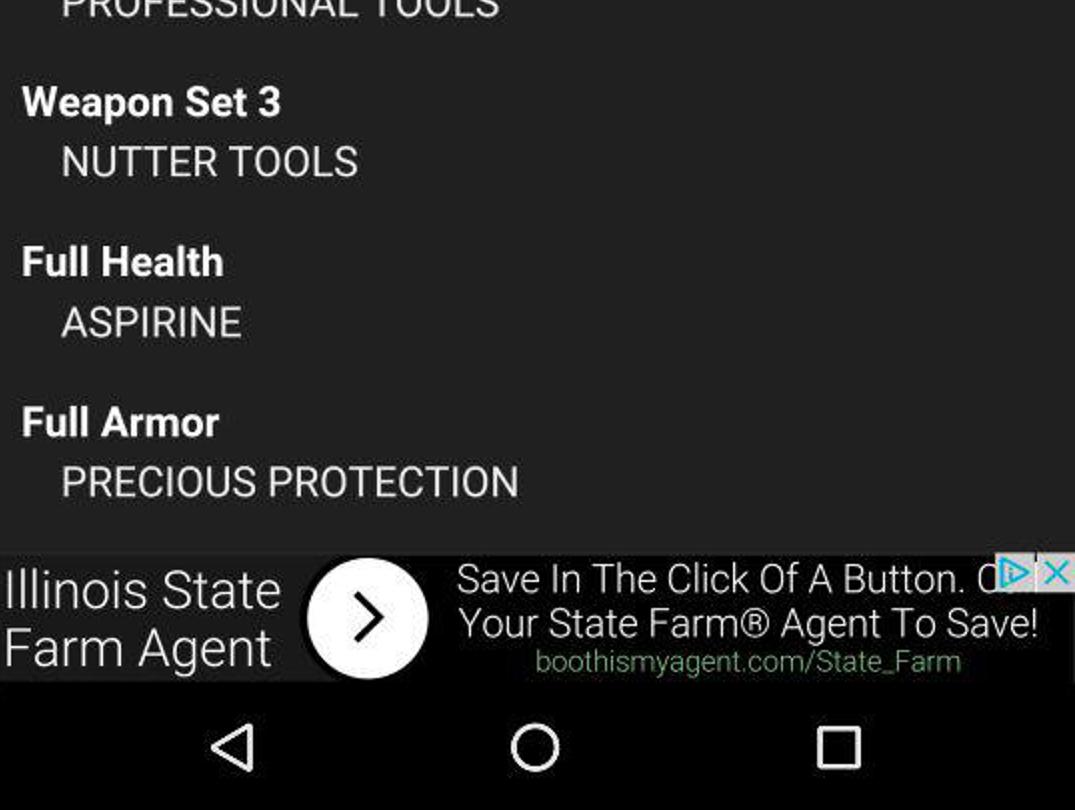 PROFESSIONAL TOOLS
Weapon Set 3
NUTTER TOOLS
Full Health
ASPIRINE
Full Armor
PRECIOUS PROTECTION
Illinois State
Farm Agent
Save In The Click Of A Button.
Your State Farm® Agent To Save!
boothismyagent.com/State_Farm